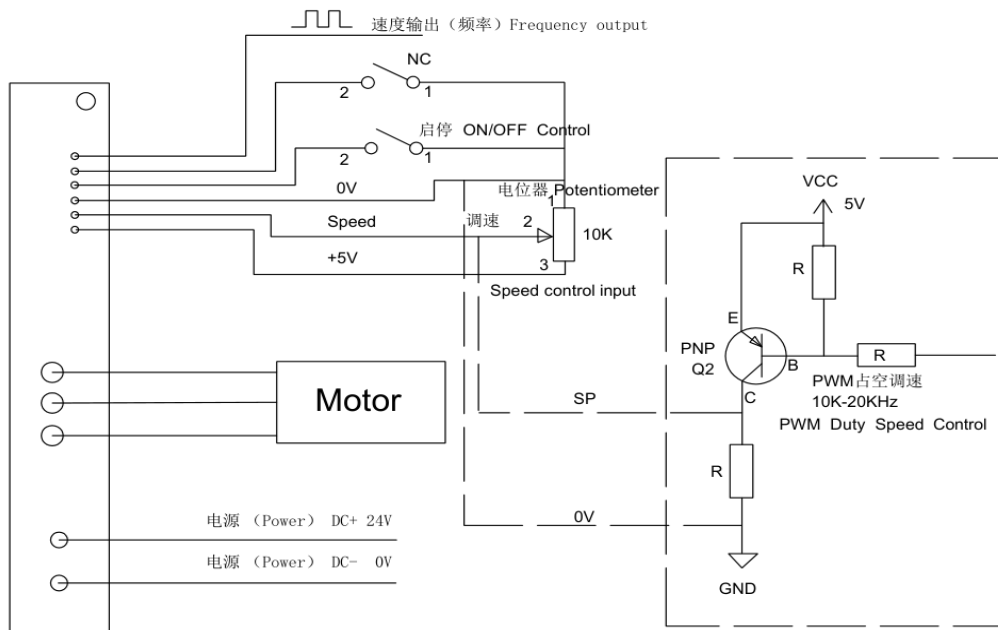 速度输出（频率）Frequency output
NC
2 1
启停 ON/OFF Control
2 1
0V
电位器 Potentiometer
1
Speed 调速 2
10K
+5V
3
Speed control input
VCC
5V
R
E
PNP
Q2
B
R
C
PWM占空调速
10K-20KHz
PWM Duty Speed Control
Motor
SP
R
0V
GND
电源 （Power） DC+ 24V
电源 （Power） DC- 0V